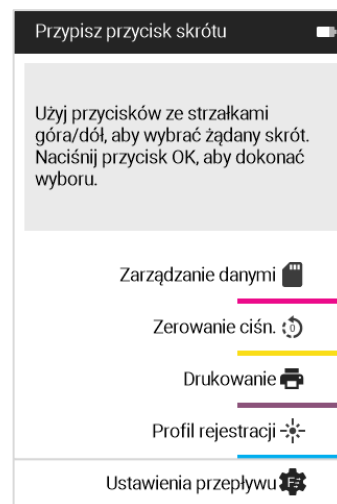 Przypisz przycisk skrótu
Użyj przycisków ze strzałkami
góra/dół, aby wybrać żądany skrót.
Naciśnij przycisk OK, aby dokonać
wyboru.
Zarządzanie danymi
Zerowanie ciśn.
Drukowanie
Profil rejestracji
Ustawienia przepływu